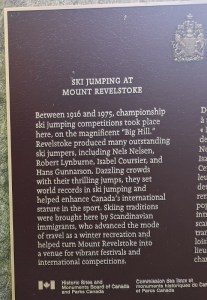 SKI JUMPING AT
MOUNT REVELSTOKE
Between 1916 and 1975, championship
ski jumping competitions took place
here, on the magnificent "Big Hill."
Revelstoke produced many outstanding
ski jumpers, including Nels Nelsen,
Robert Lymburne, Isabel Coursier, and
Hans Gunnarson. Dazzling crowds
with their thrilling jumps, they set
world records in ski jumping and
helped enhance Canada's international
stature in the sport. Skiing traditions
were brought here by Scandinavian
immigrants, who advanced the mode
of travel as a winter recreation and
helped turn Mount Revelstoke into
a venue for vibrant festivals and
international competitions.
Historic Sites and
Monuments Board of Canada
and Parks Canada
Commission des lieux et
monuments historiques du
et Parcs Canada